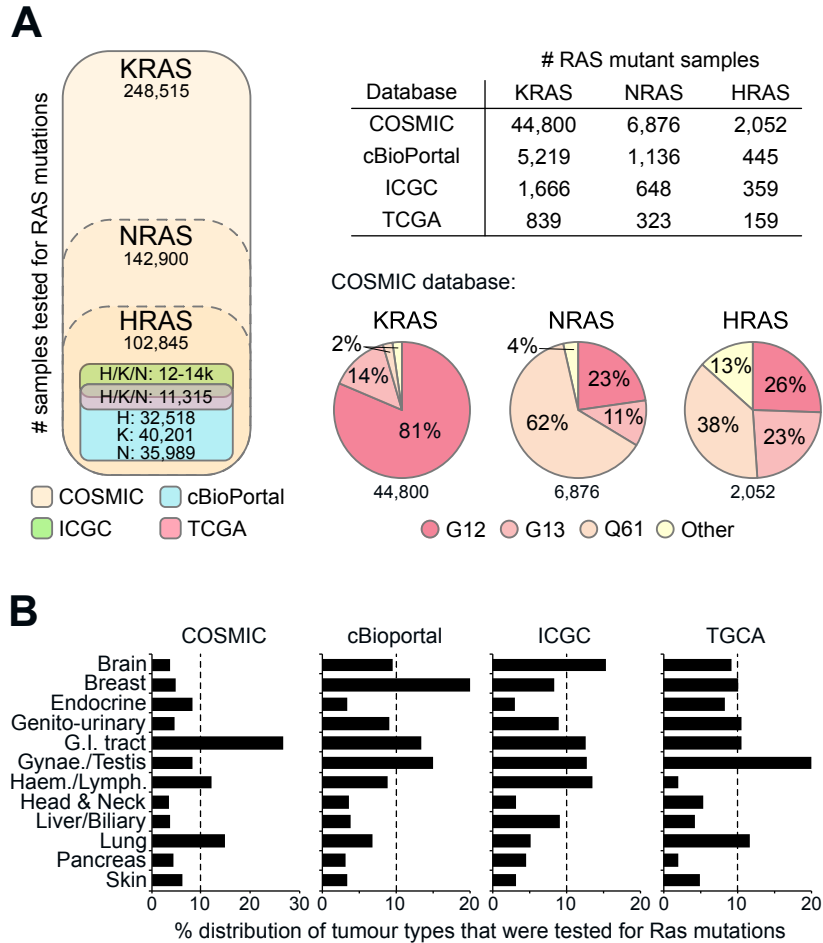 A
# samples tested for RAS mutations
KRAS
248,515
NRAS
142,900
HRAS
102,845
H/K/N: 12-14k
H/K/N: 11,315
H: 32,518
K: 40,201
N: 35,989
COSMIC cBioPortal
ICGC TCGA
# RAS mutant samples
Database KRAS NRAS HRAS
COSMIC 44,800 6,876 2,052
cBioPortal 5,219 1,136 445
ICGC 1,666 648 359
TCGA 839 323 159
COSMIC database:
KRAS NRAS HRAS
2% 14% 81%
4% 23% 11% 62%
13% 26% 23% 38%
44,800 6,876 2,052
G12 G13 Q61 Other
B
COSMIC cBioportal ICGC TGCA
Brain
Breast
Endocrine
Genito-urinary
G.I. tract
Gynae./Testis
Haem./Lymph.
Head & Neck
Liver/Biliary
Lung
Pancreas
Skin
0 10 20 30 0 10 20 0 10 20 0 10 20
% distribution of tumour types that were tested for Ras mutations